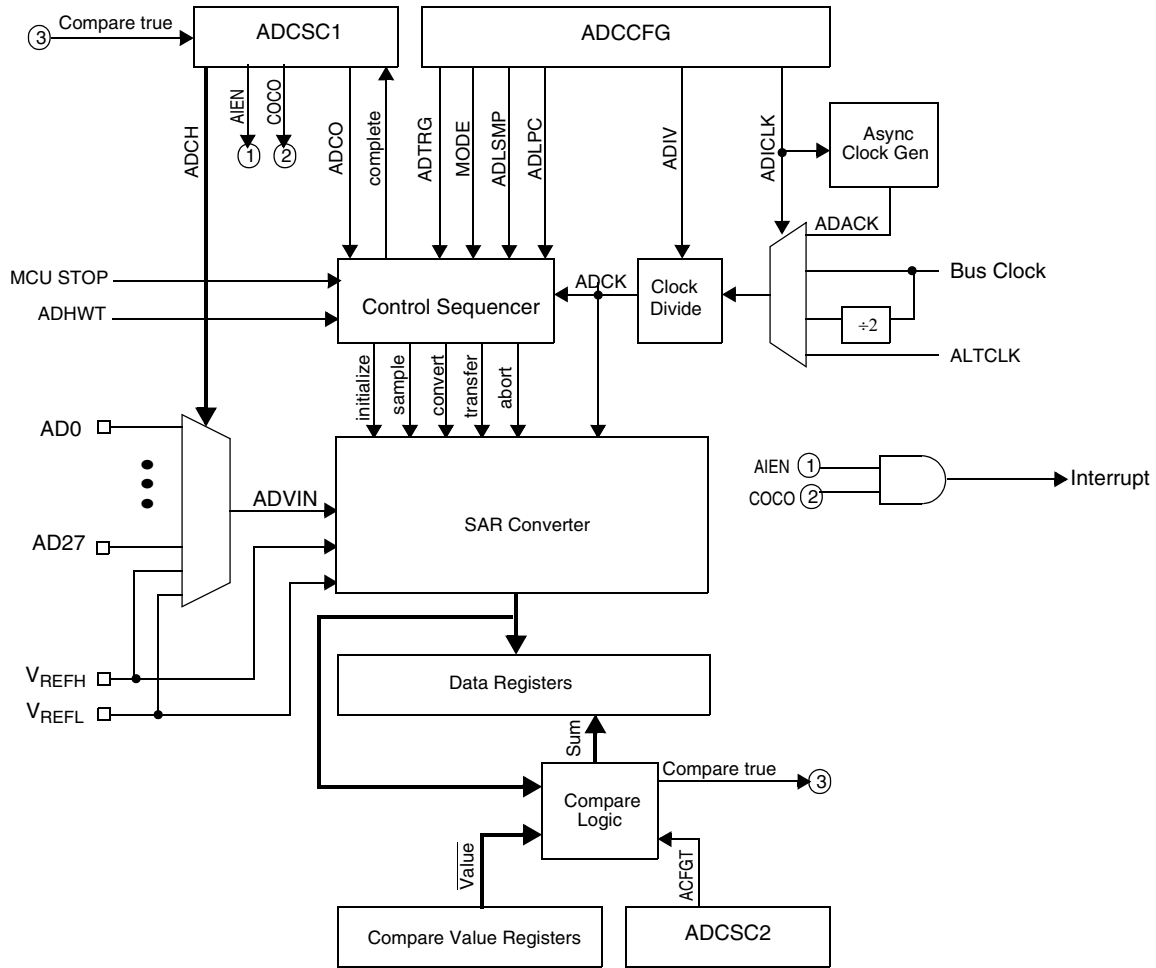 3 Compare true
ADCSC1
ADCCFG
ADCH
AIEN
COCO
1
2
ADCO
complete
ADTRG
MODE
ADLSMP
ADLPC
ADIV
ADICLK
Async
Clock Gen
ADACK
MCU STOP
ADHWT
Control Sequencer
ADCK
Clock
Divide
Bus Clock
÷2
ALTCLK
initialize
sample
convert
transfer
abort
AD0
AD27
ADVIN
SAR Converter
AIEN 1
COCO 2
Interrupt
VREFH
VREFL
Data Registers
Sum
Compare true
3
Compare
Logic
Value
ACFGT
Compare Value Registers
ADCSC2